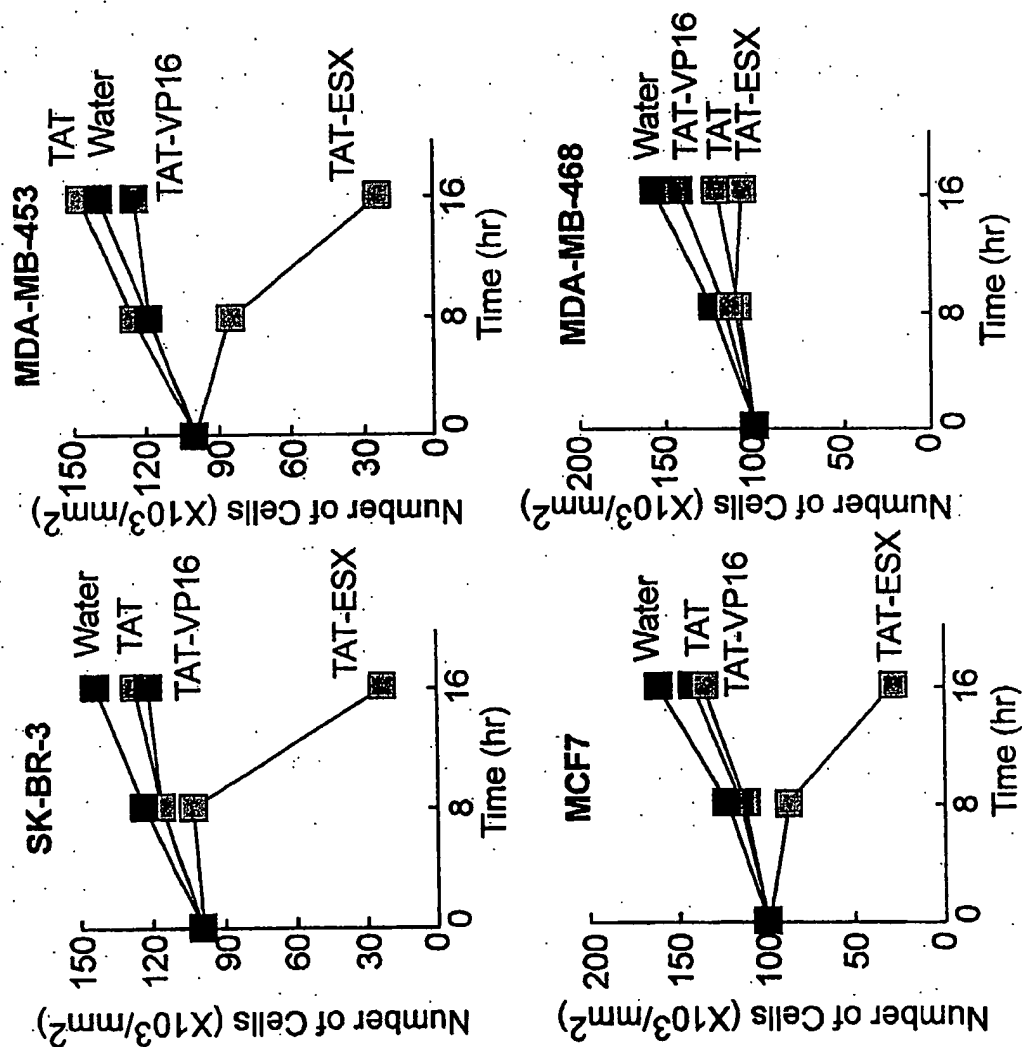 SK-BR-3
Number of Cells (X10³/mm²)
150
120
90
60
30
0
Water
TAT
TAT-VP16
TAT-ESX
0 8 16
Time (hr)
MDA-MB-453
Number of Cells (X10³/mm²)
150
120
90
60
30
0
TAT
Water
TAT-VP16
TAT-ESX
0 8 16
Time (hr)
MCF7
Number of Cells (X10³/mm²)
200
150
100
50
0
Water
TAT
TAT-VP16
TAT-ESX
0 8 16
Time (hr)
MDA-MB-468
Number of Cells (X10³/mm²)
200
150
100
50
0
Water
TAT-VP16
TAT
TAT-ESX
0 8 16
Time (hr)